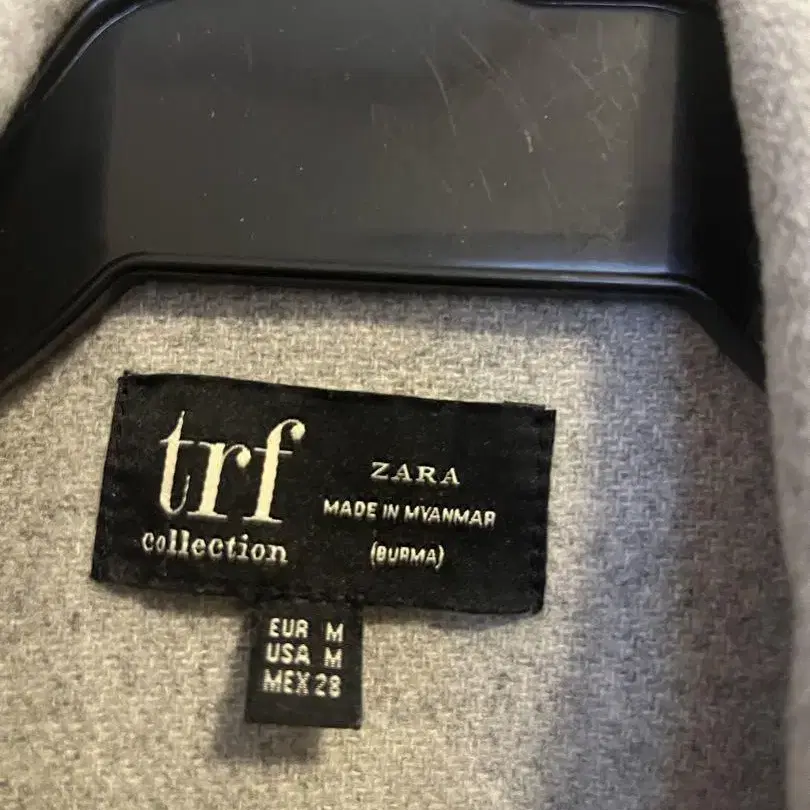 trf
collection
ZARA
MADE IN MYANMAR
(BURMA)
EUR M
USA M
MEX 28